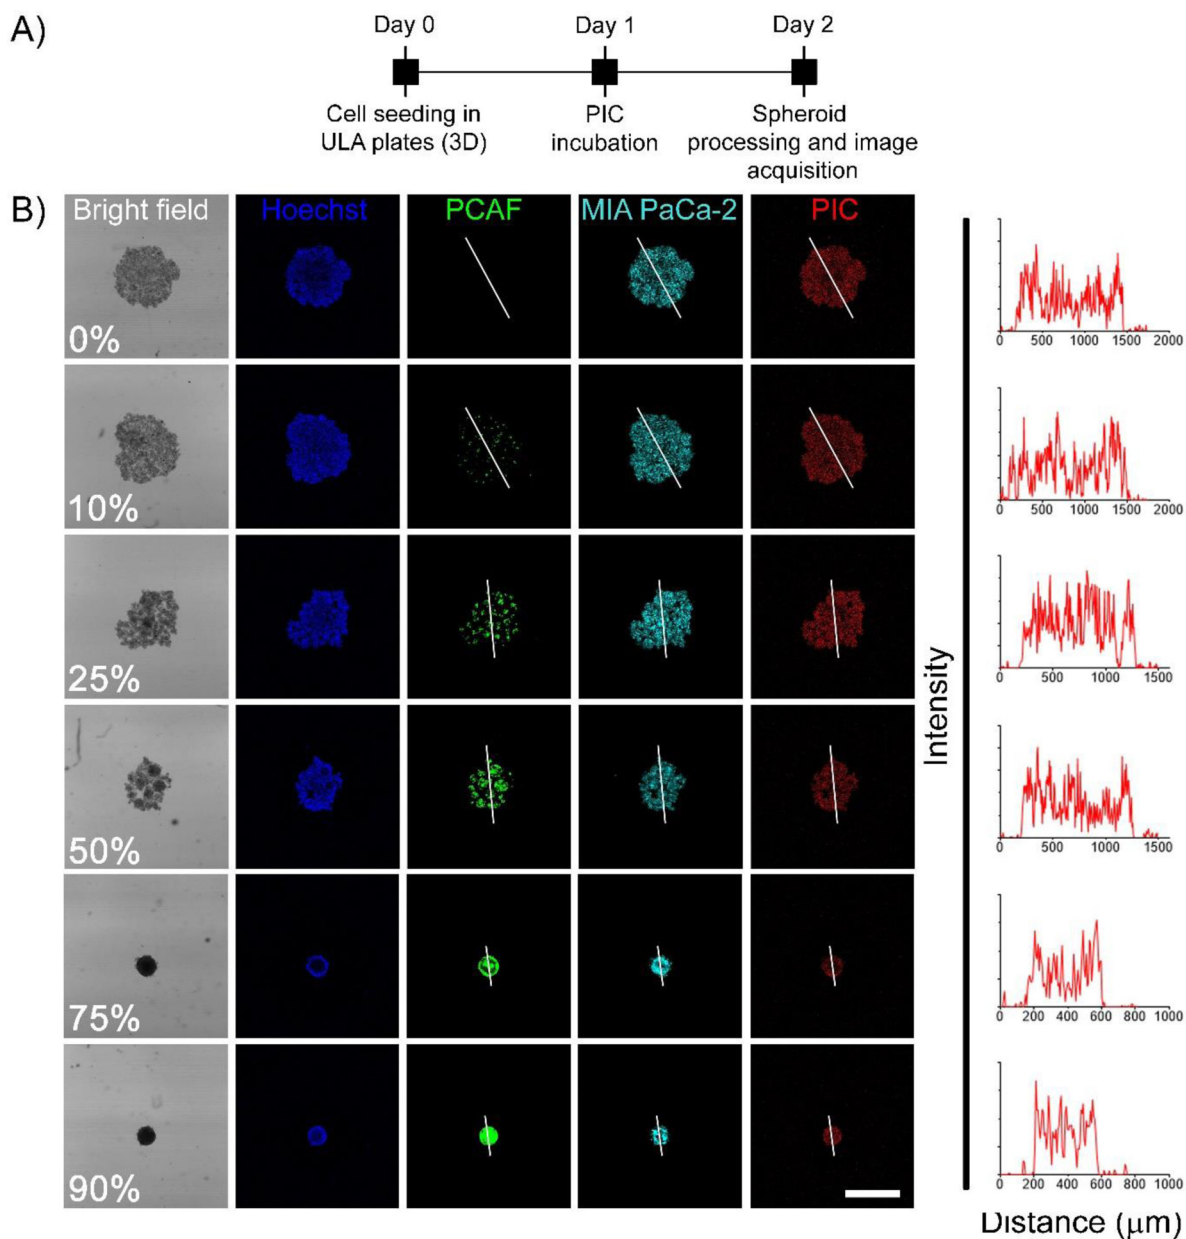 A)
Day 0
Day 1
Day 2
Cell seeding in
ULA plates (3D)
PIC
incubation
Spheroid
processing and image
acquisition
B)
Bright field
Hoechst
PCAF
MIA PaCa-2
PIC
0%
0 500 1000 1500 2000
10%
0 500 1000 1500 2000
25%
0 500 1000 1500
50%
0 500 1000 1500
75%
0 200 400 600 800 1000
90%
0 200 400 600 800 1000
Intensity
Distance (μm)